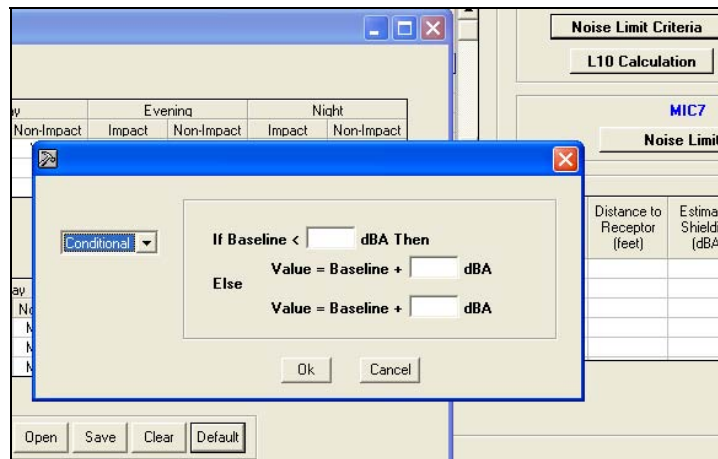 Noise Limit Criteria
L10 Calculation
Evening Night
Non-Impact Impact Non-Impact Impact Non-Impact
MIC7
Conditional
If Baseline < dBA Then
Value = Baseline + dBA
Else
Value = Baseline + dBA
Ok Cancel
Distance to
Receptor
(feet)
Open Save Clear Default